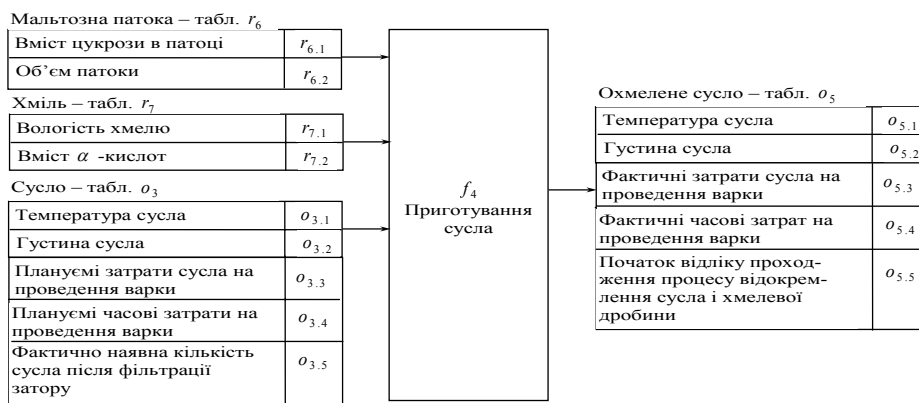 Мальтозна патока – табл. r6
Вміст цукрози в патоці r6.1
Об'єм патоки r6.2
Хміль – табл. r7
Вологість хмелю r7.1
Вміст α -кислот r7.2
Сусло – табл. o3
Температура сусла o3.1
Густина сусла o3.2
Плануємі затрати сусла на
проведення варки o3.3
Плануємі часові затрати на
проведення варки o3.4
Фактично наявна кількість
сусла після фільтрації o3.5
затору
f4
Приготування
сусла
Охмелене сусло – табл. o5
Температура сусла o5.1
Густина сусла o5.2
Фактичні затрати сусла на
проведення варки o5.3
Фактичні часові затрат на
проведення варки o5.4
Початок відліку проход-
ження процесу відокрем- o5.5
лення сусла і хмелевої
дробини